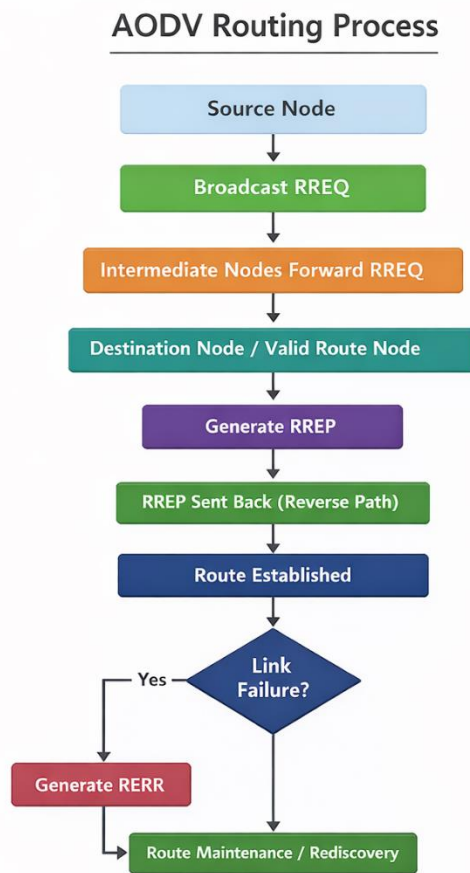 AODV Routing Process
Source Node
Broadcast RREQ
Intermediate Nodes Forward RREQ
Destination Node / Valid Route Node
Generate RREP
RREP Sent Back (Reverse Path)
Route Established
Link
Failure?
Yes
Generate RERR
Route Maintenance / Rediscovery